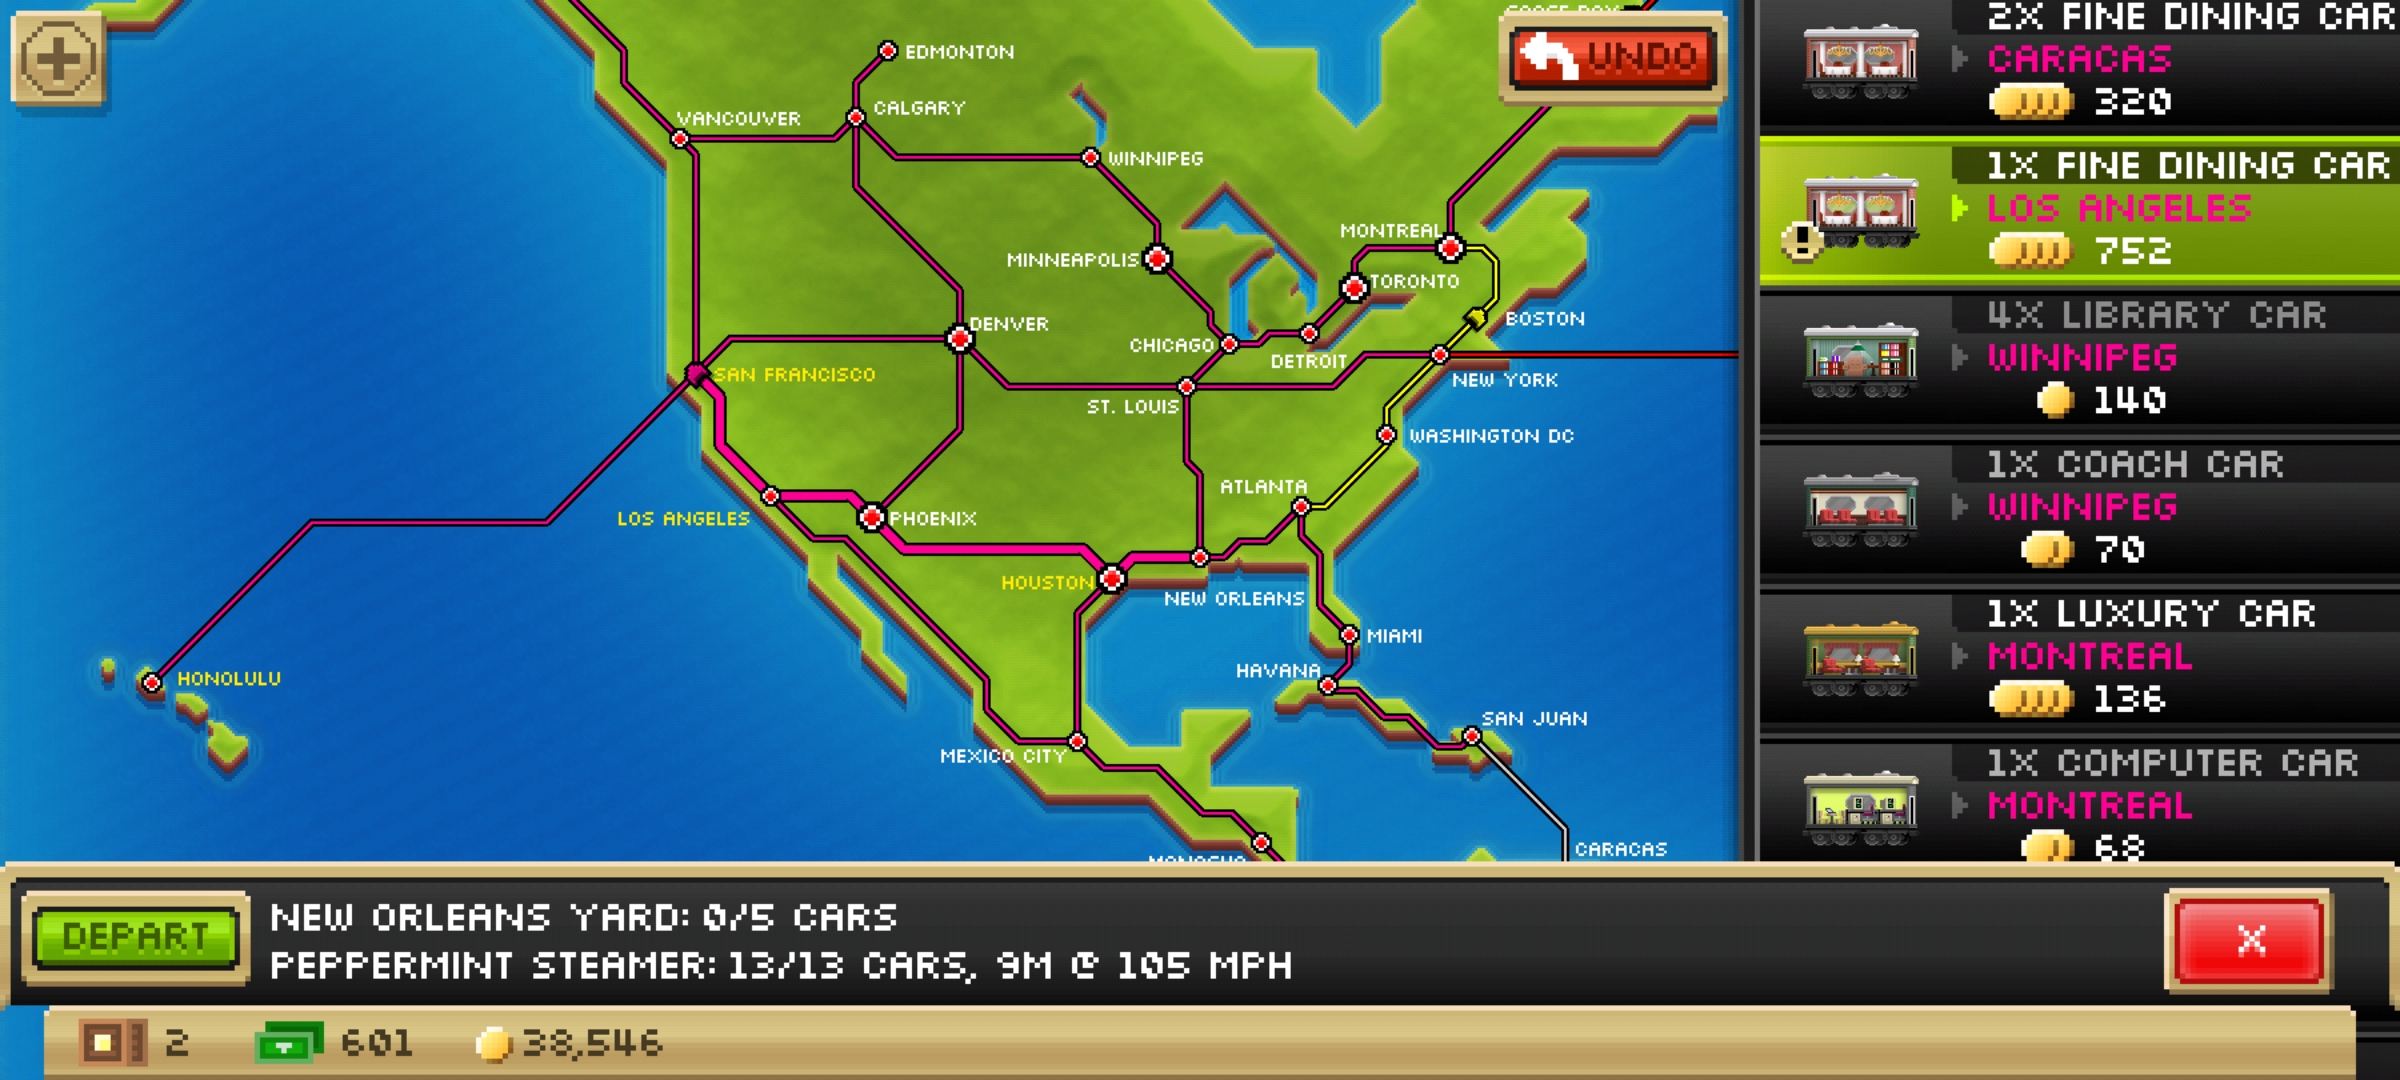 EDMONTON
CALGARY
VANCOUVER
WINNIPEG
MONTREAL
MINNEAPOLIS
TORONTO
DENVER
BOSTON
CHICAGO
DETROIT
SAN FRANCISCO
NEW YORK
ST. LOUIS
WASHINGTON DC
ATLANTA
LOS ANGELES
PHOENIX
HOUSTON
NEW ORLEANS
MIAMI
HAVANA
HONOLULU
SAN JUAN
MEXICO CITY
CARACAS
UNDO
2X FINE DINING CAR
CARACAS
320
1X FINE DINING CAR
LOS ANGELES
752
4X LIBRARY CAR
WINNIPEG
140
1X COACH CAR
WINNIPEG
70
1X LUXURY CAR
MONTREAL
136
1X COMPUTER CAR
MONTREAL
68
DEPART
NEW ORLEANS YARD: 0/5 CARS
PEPPERMINT STEAMER: 13/13 CARS, 9M @ 105 MPH
X
2
601
38,546